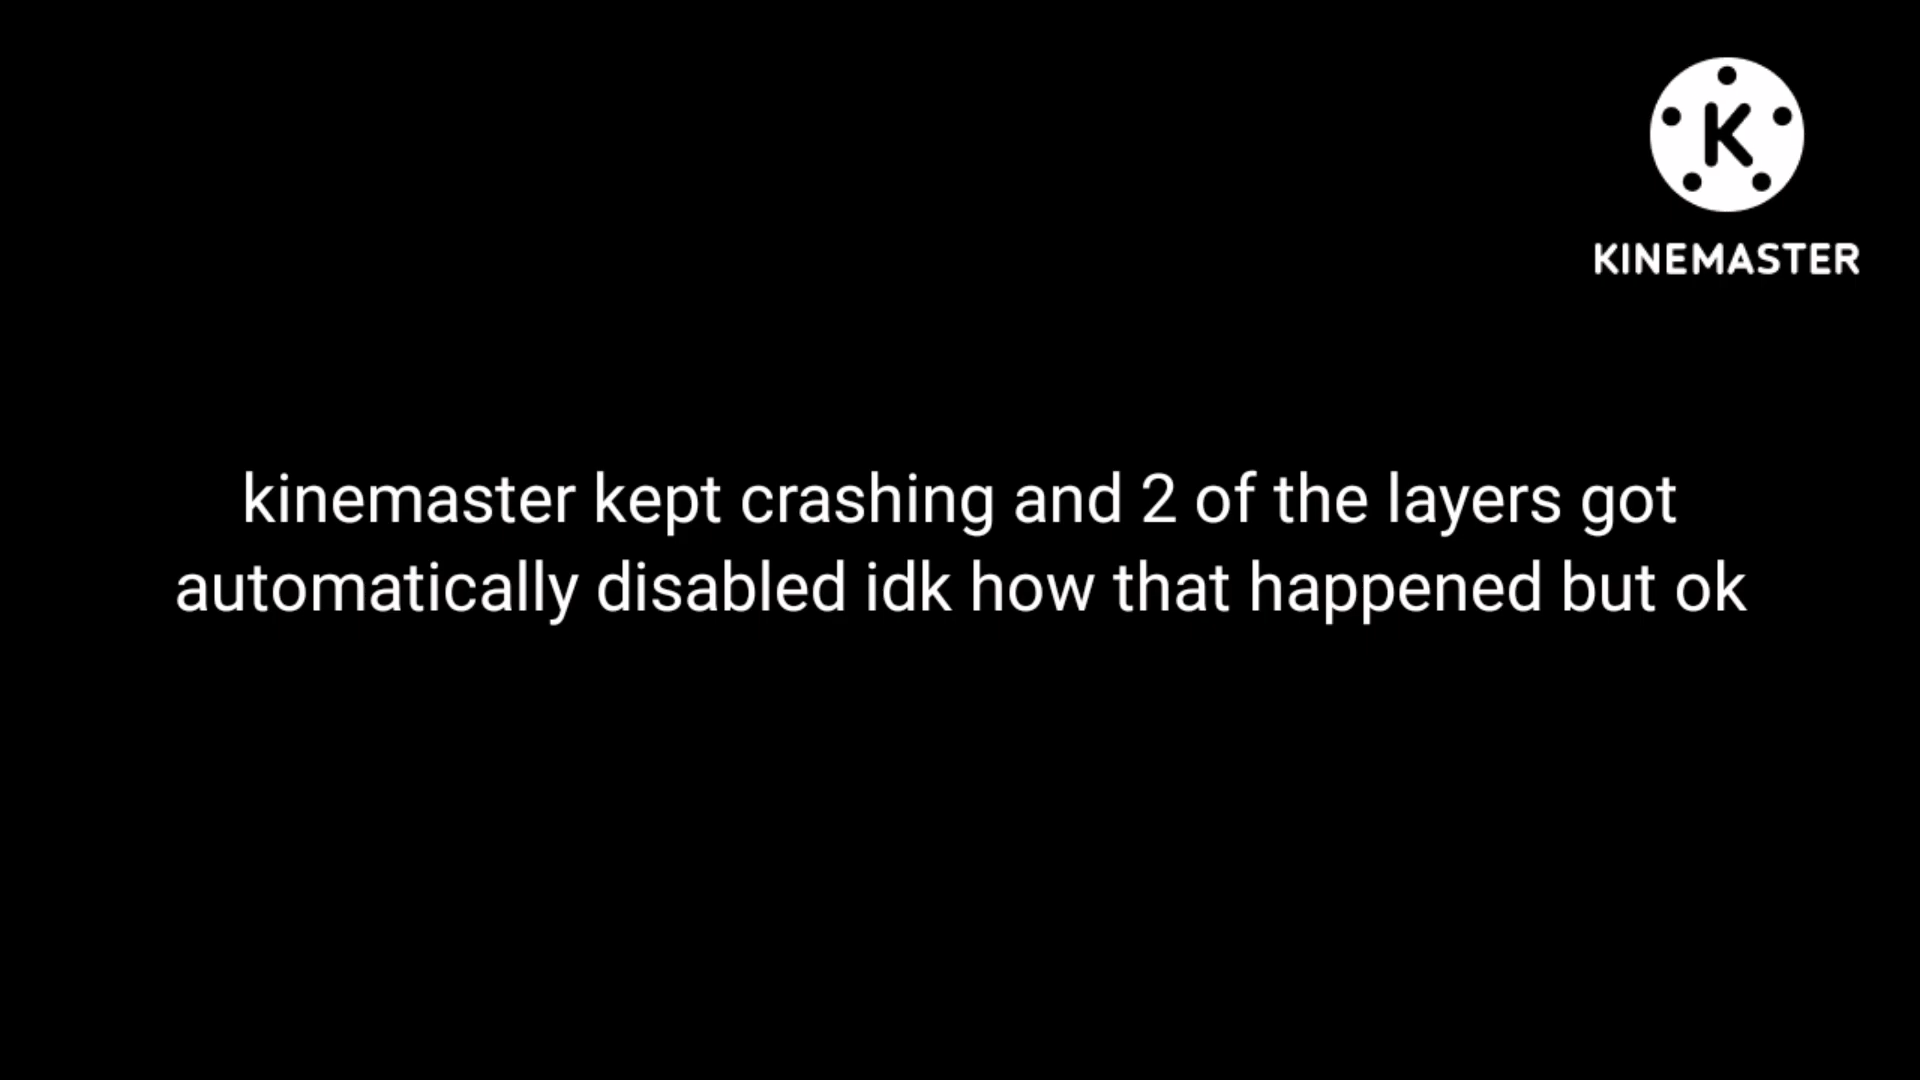 K
KINEMASTER
kinemaster kept crashing and 2 of the layers got
automatically disabled idk how that happened but ok